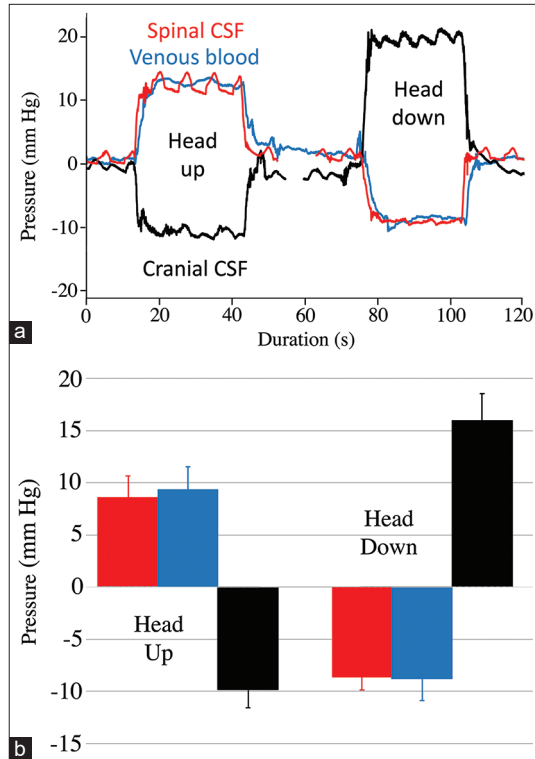 Spinal CSF
Venous blood
Head
up
Head
down
Cranial CSF
Pressure (mm Hg)
20
10
0
-10
-20
0
20
40
60
80
100
120
Duration (s)
a
20
15
10
5
0
-5
-10
-15
Pressure (mm Hg)
Head
Up
Head
Down
b